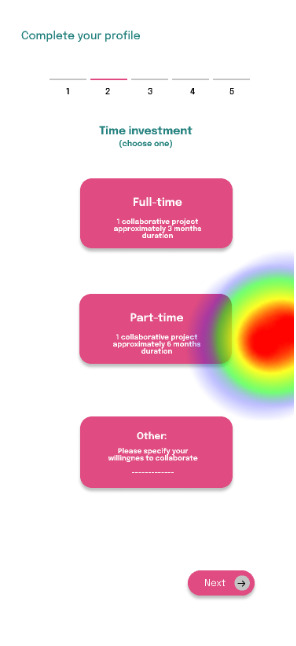 Complete your profile
1 2 3 4 5
Time investment
(choose one)
Full-time
1 collaborative project
approximately 3 months
duration
Part-time
1 collaborative project
approximately 6 months
duration
Other:
Please specify your
willingnes to collaborate
-------------
Next